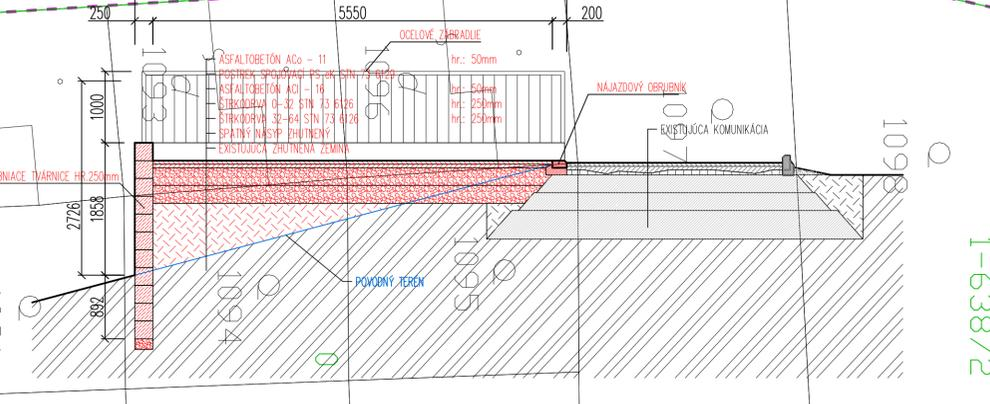 250
5550
200
OCEĽOVÉ ZÁBRADLIE
ASFALTOBETÓN ACo - 11 hr.: 50mm
POSTREK SPOJOVACÍ PS STN 73 6129
ASFALTOBETÓN ACl - 16 hr.: 50mm
ŠTRKODRVA 0-32 STN 73 6126 hr.: 250mm
ŠTRKODRVA 32-64 STN 73 6126 hr.: 250mm
SPATNÝ NÁSYP ZHUTNENÝ
EXISTUJÚCA ZHUTNENÁ ZEMINA
NÁJAZDOVÝ OBRUBNÍK
EXISTUJÚCA KOMUNIKÁCIA
BNIACE TVÁRNICE HR.250mm
PÔVODNÝ TERÉN
1000
2726
1858
892
1093
1096
1098
1094
1095
0
1-638/2